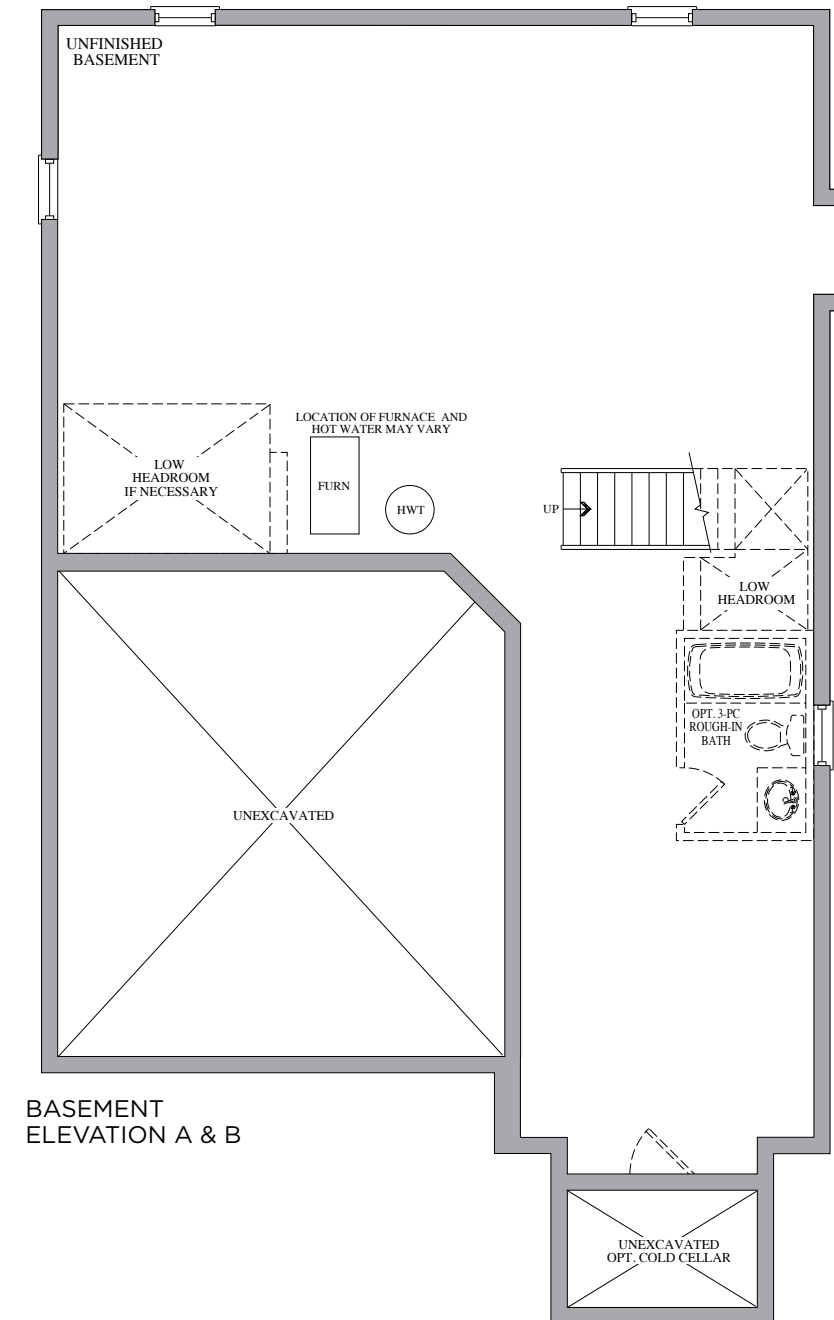 UNFINISHED
BASEMENT
LOCATION OF FURNACE AND
HOT WATER MAY VARY
LOW
HEADROOM
IF NECESSARY
FURN
HWT
UP
LOW
HEADROOM
OPT. 3-PC
ROUGH-IN
BATH
UNEXCAVATED
BASEMENT
ELEVATION A & B
UNEXCAVATED
OPT. COLD CELLAR